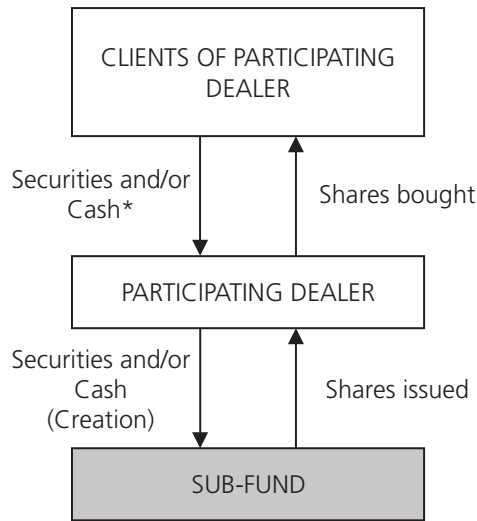 CLIENTS OF PARTICIPATING
DEALER
Securities and/or
Cash*
Shares bought
PARTICIPATING DEALER
Securities and/or
Cash
(Creation)
Shares issued
SUB-FUND